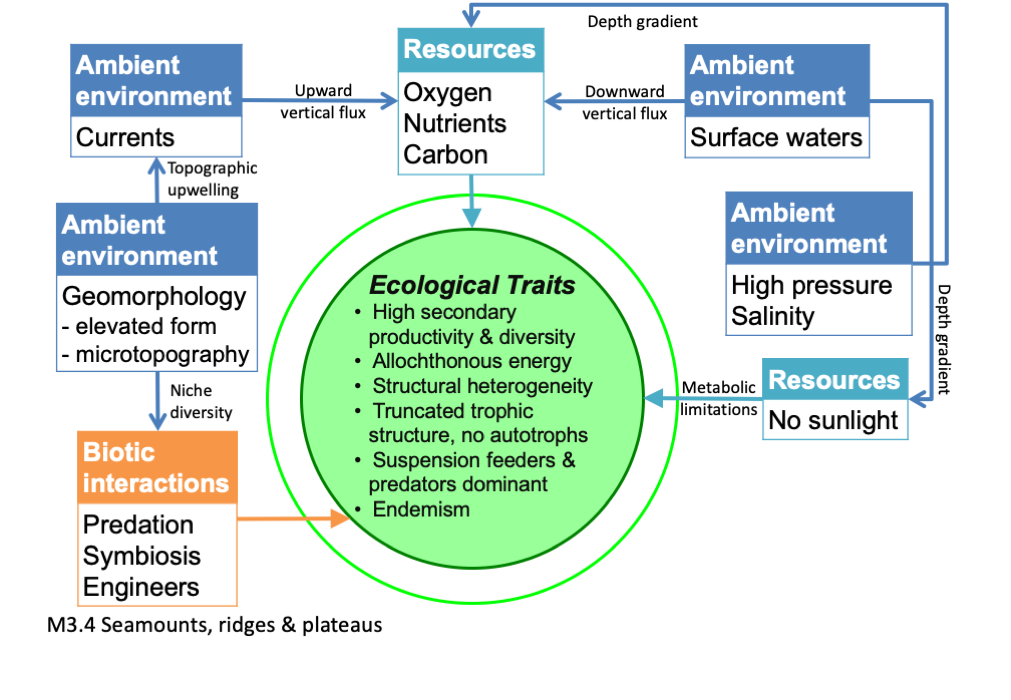 Depth gradient
Ambient
environment
Currents
Upward
vertical flux
Resources
Oxygen
Nutrients
Carbon
Downward
vertical flux
Ambient
environment
Surface waters
Topographic
upwelling
Ambient
environment
Geomorphology
- elevated form
- microtopography
Ambient
environment
High pressure
Salinity
Depth gradient
Ecological Traits
• High secondary
productivity & diversity
• Allochthonous energy
• Structural heterogeneity
• Truncated trophic
structure, no autotrophs
• Suspension feeders &
predators dominant
• Endemism
Metabolic
limitations
Resources
No sunlight
Niche
diversity
Biotic
interactions
Predation
Symbiosis
Engineers
M3.4 Seamounts, ridges & plateaus